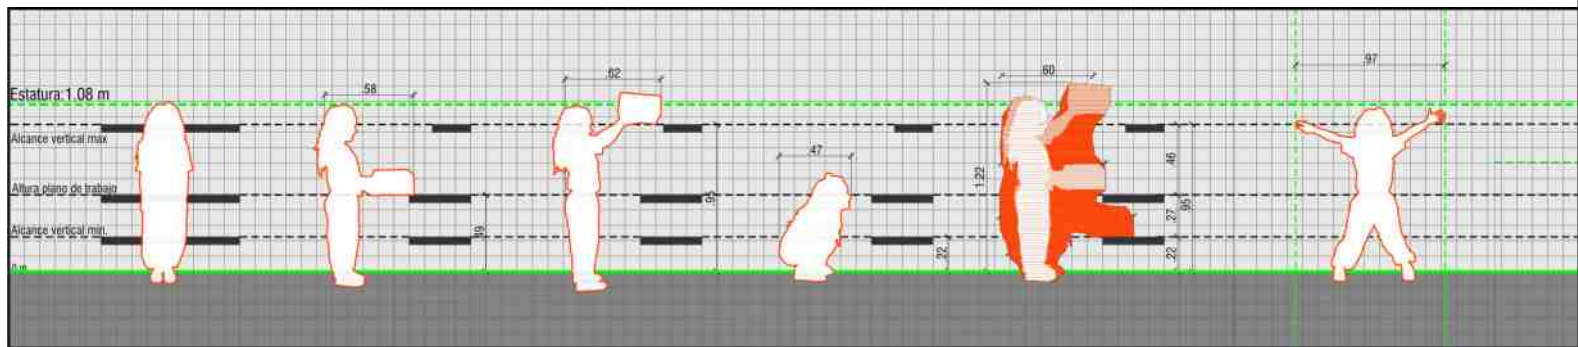 Estatura:1.08 m
Alcance vertical max
Altura plano de trabajo
Alcance vertical min.
0 m
.58
.49
.62
.95
.47
.22
.60
1.22
.46
.27
.22
.95
.97